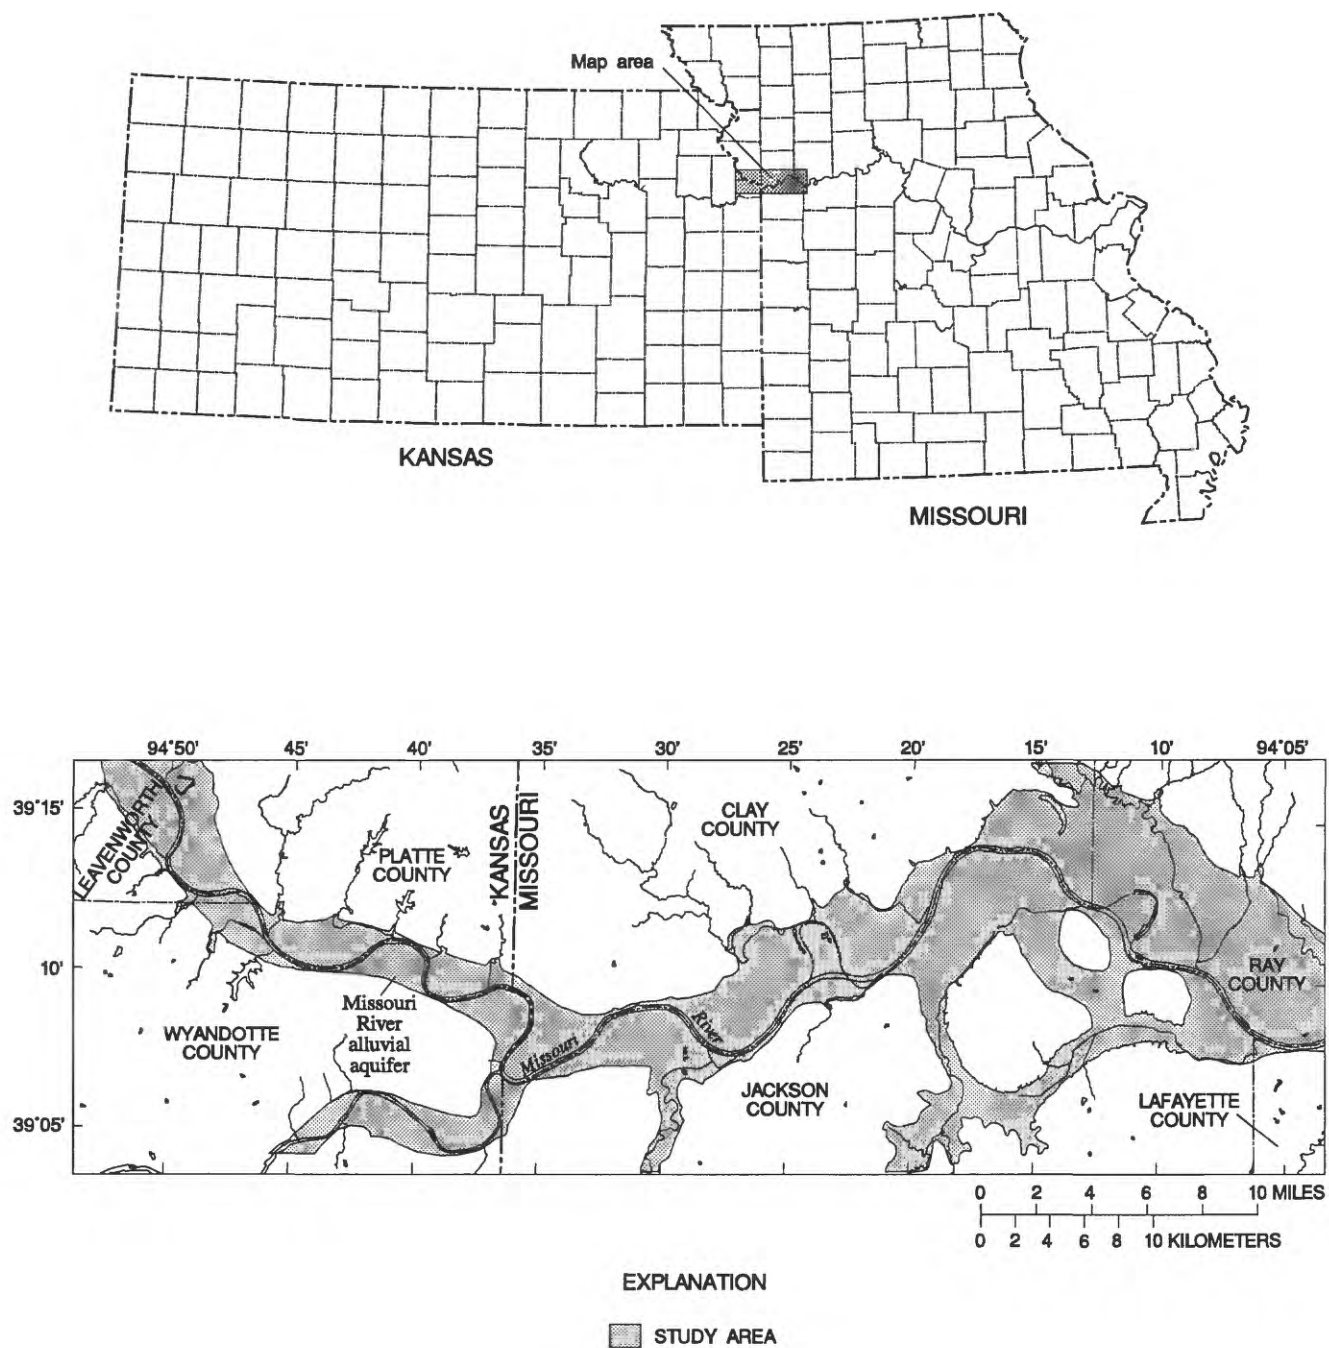 Map area
KANSAS
MISSOURI
94°50'
45'
40'
35'
30'
25'
20'
15'
10'
94°05'
39°15'
10'
39°05'
LEAVENWORTH
COUNTY
PLATTE
COUNTY
KANSAS
MISSOURI
CLAY
COUNTY
WYANDOTTE
COUNTY
Missouri
River
alluvial
aquifer
Missouri
River
JACKSON
COUNTY
RAY
COUNTY
LAFAYETTE
COUNTY
0 2 4 6 8 10 MILES
0 2 4 6 8 10 KILOMETERS
EXPLANATION
STUDY AREA